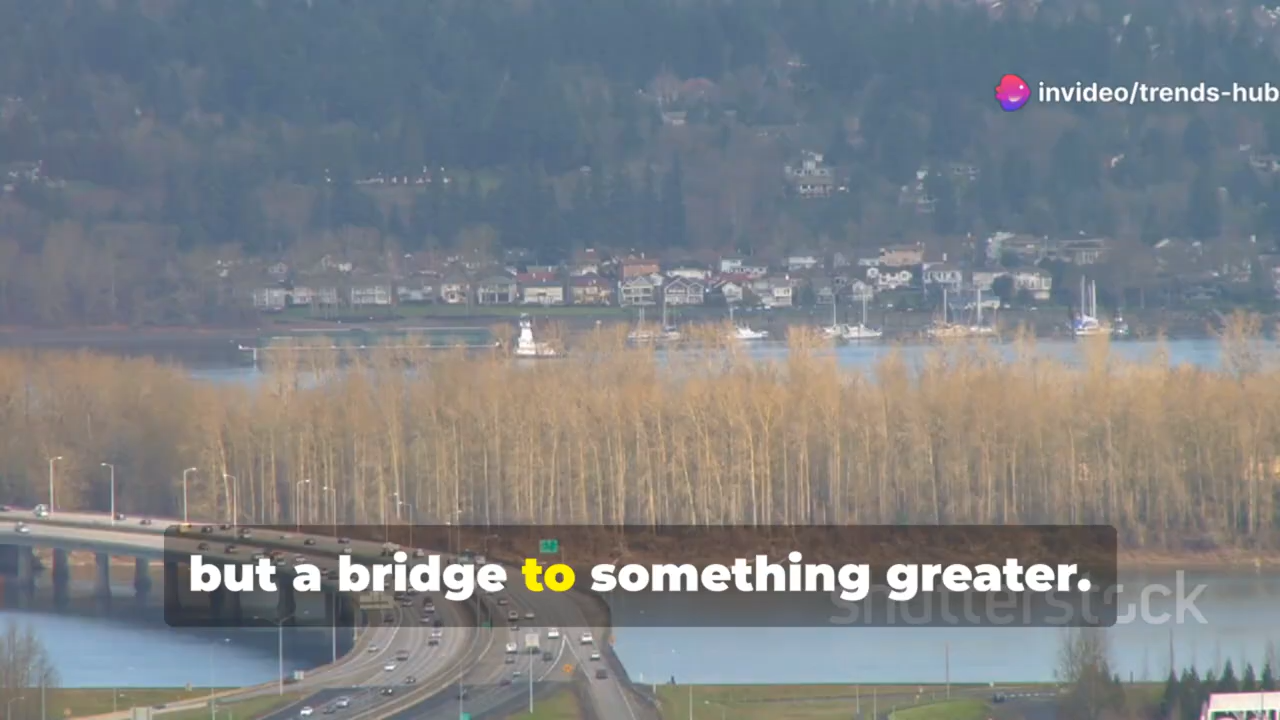 invideo/trends-hub
but a bridge to something greater.
shutterstock